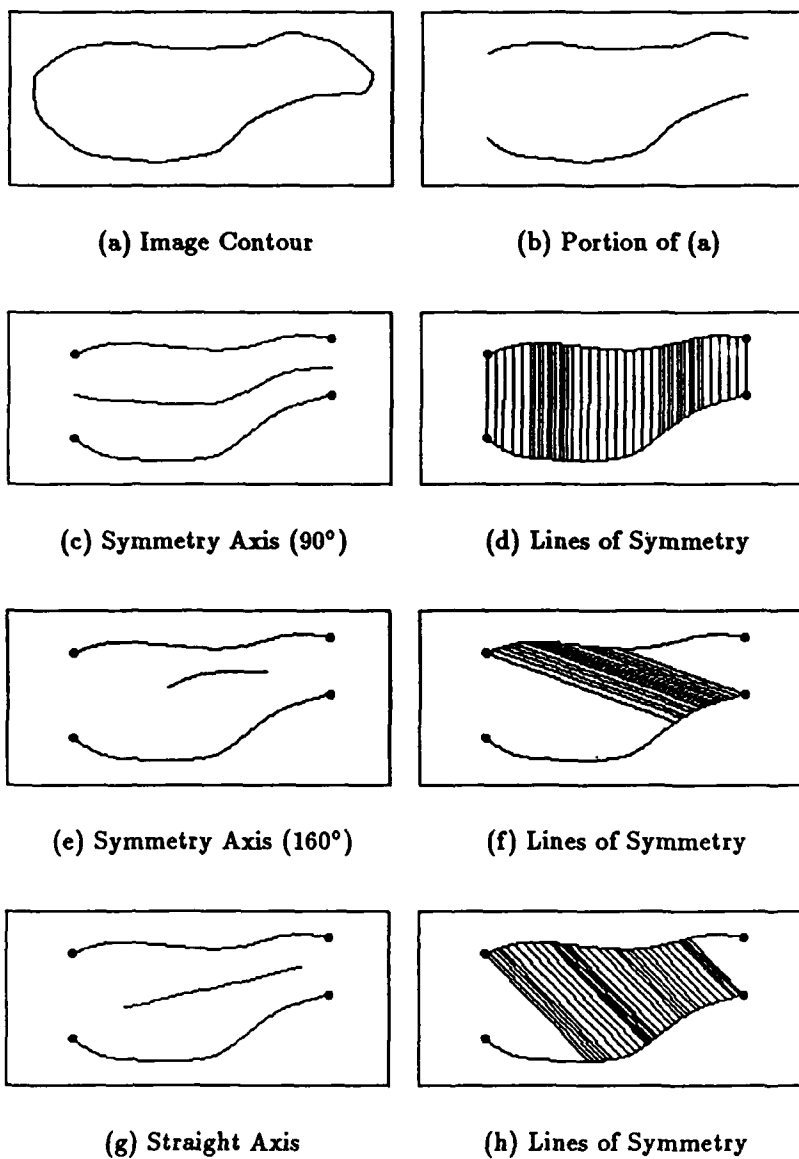 (a) Image Contour
(b) Portion of (a)
(c) Symmetry Axis (90°)
(d) Lines of Symmetry
(e) Symmetry Axis (160°)
(f) Lines of Symmetry
(g) Straight Axis
(h) Lines of Symmetry